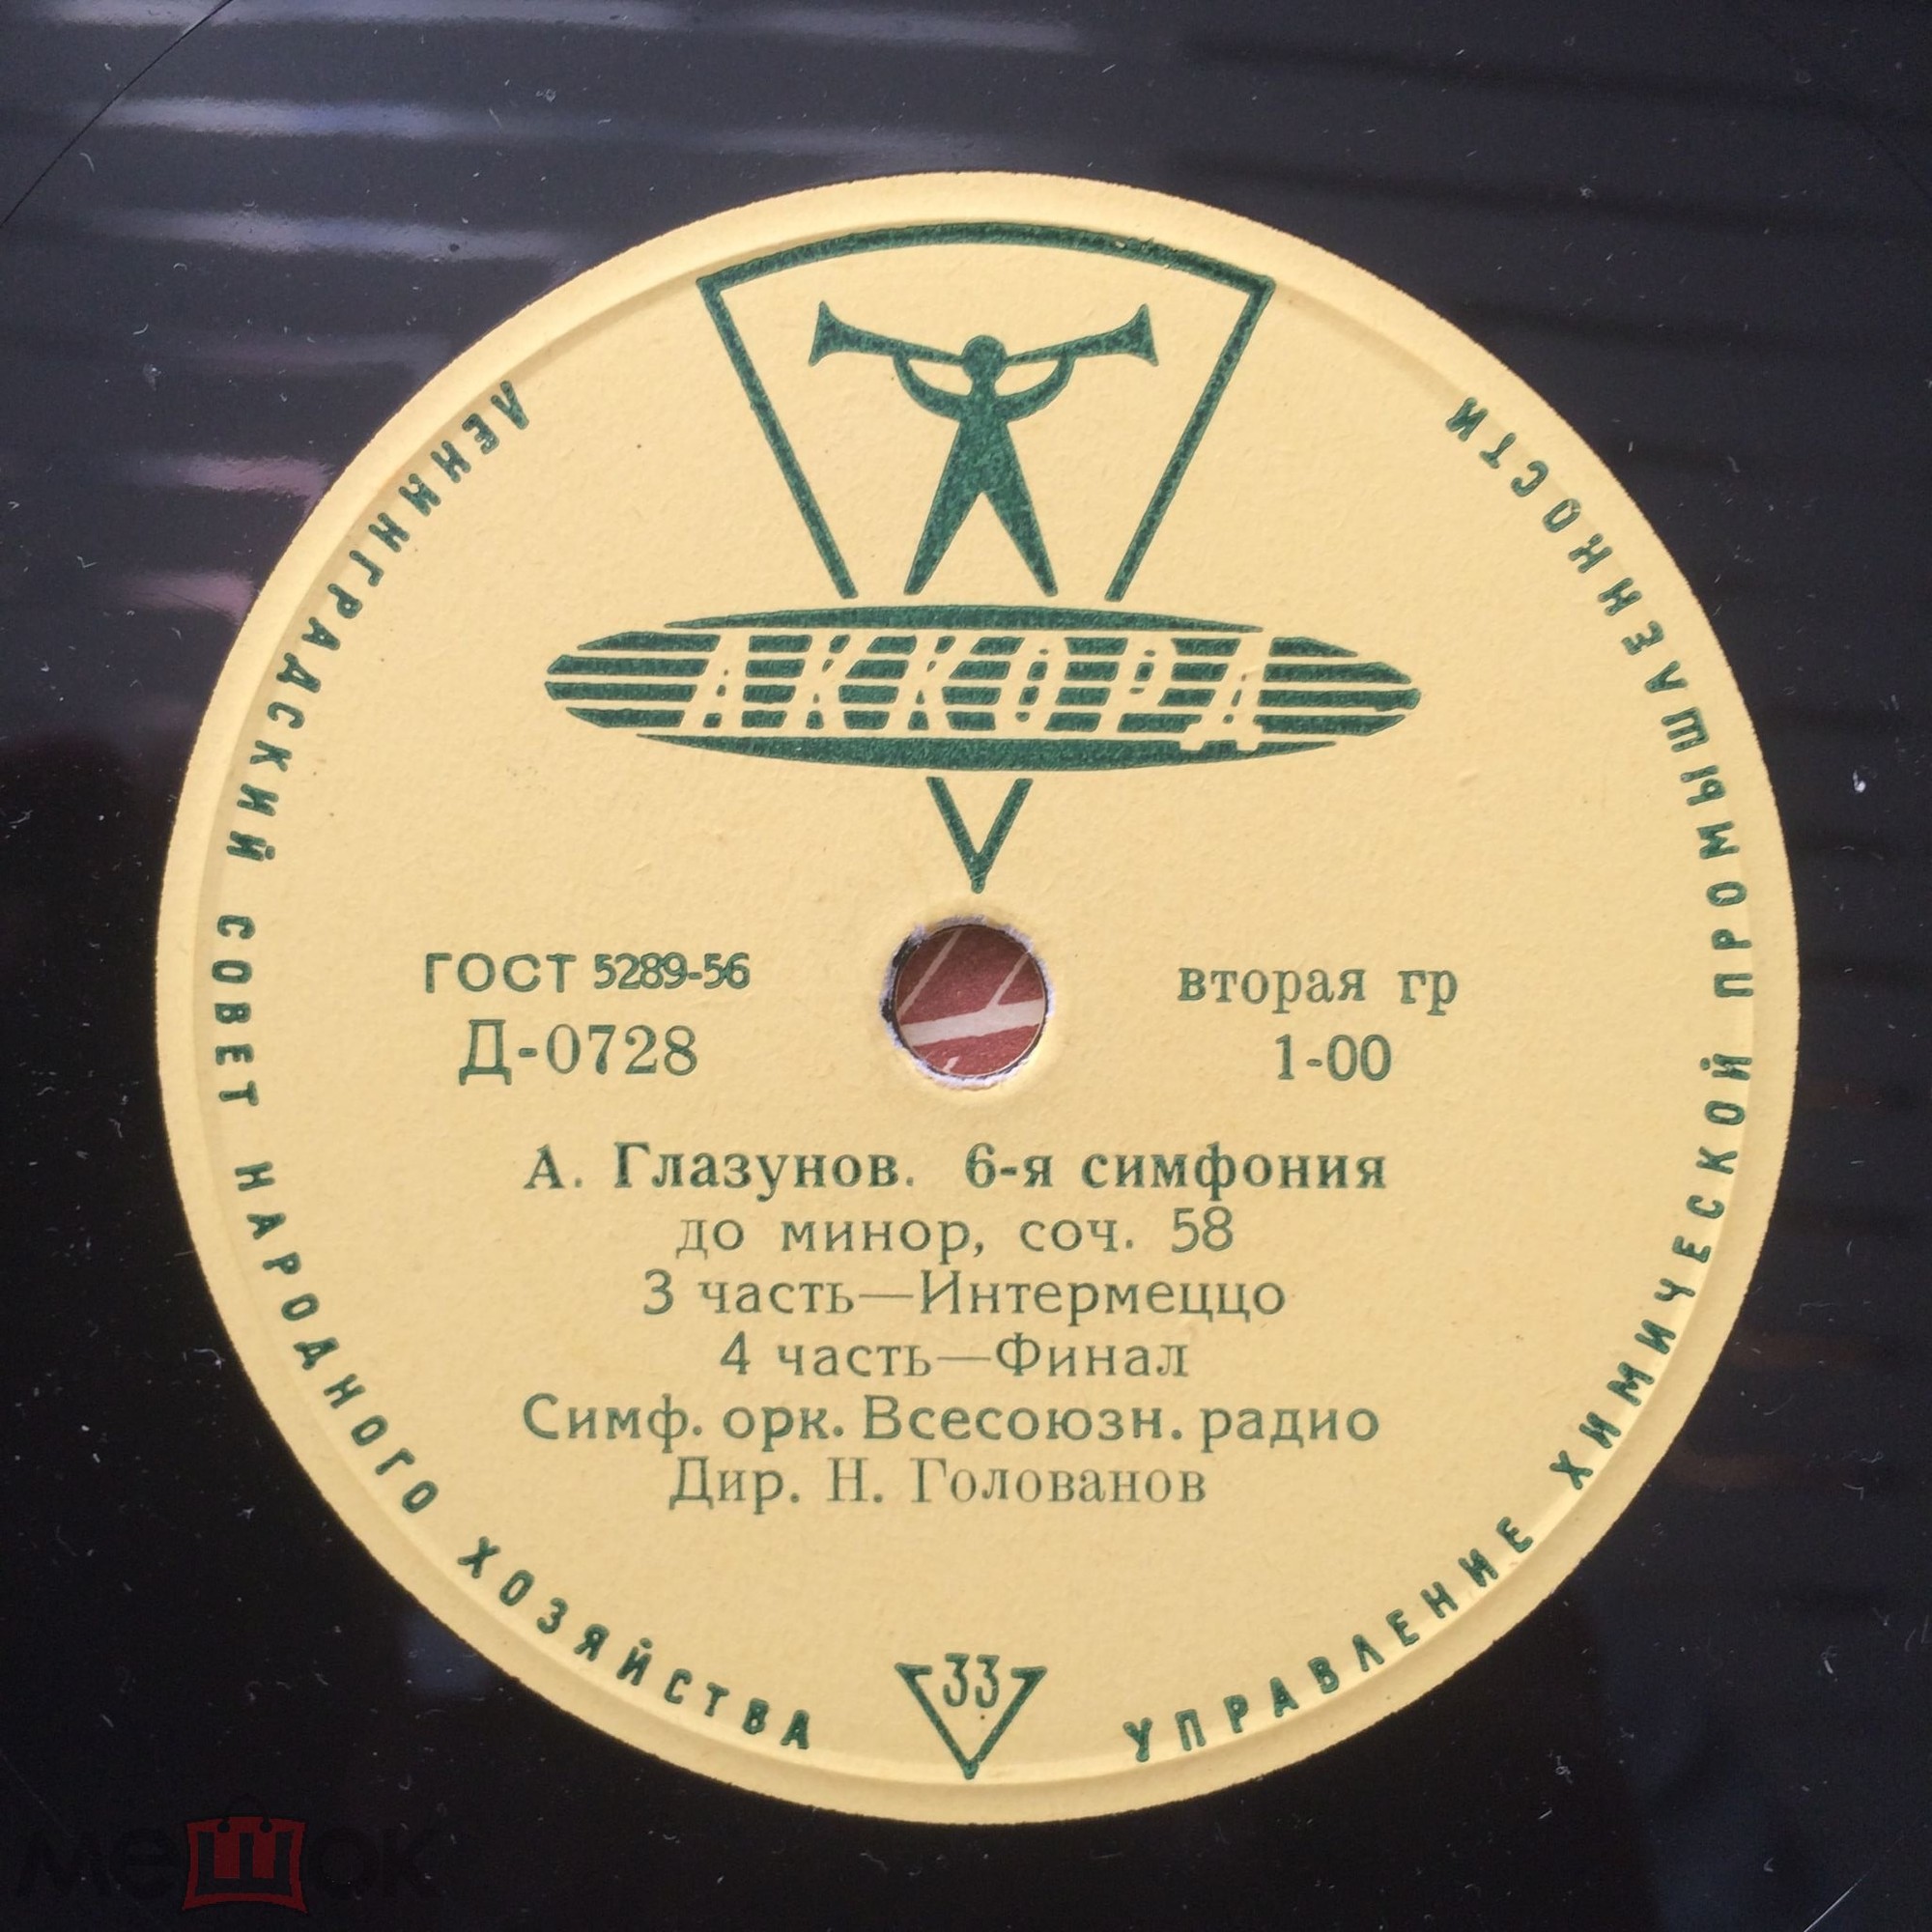 ЛЕНИНГРАДСКИЙ СОВЕТ НАРОДНОГО ХОЗЯЙСТВА
УПРАВЛЕНИЕ ХИМИЧЕСКОЙ ПРОМЫШЛЕННОСТИ
АККОРД
ГОСТ 5289-56
Д-0728
вторая гр
1-00
А. Глазунов. 6-я симфония
до минор, соч. 58
3 часть—Интермеццо
4 часть—Финал
Симф. орк. Всесоюзн. радио
Дир. Н. Голованов
33
мешок